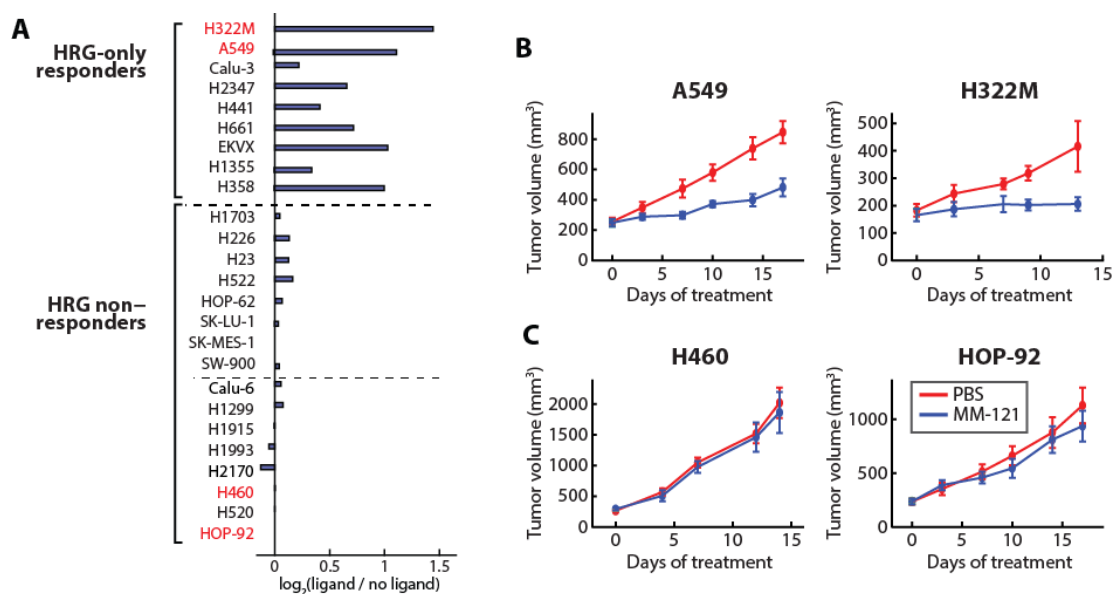 A
HRG-only
responders
H322M
A549
Calu-3
H2347
H441
H661
EKVX
H1355
H358
HRG non–
responders
H1703
H226
H23
H522
HOP-62
SK-LU-1
SK-MES-1
SW-900
Calu-6
H1299
H1915
H1993
H2170
H460
H520
HOP-92
0 0.5 1 1.5
log₂(ligand / no ligand)
B
A549
Tumor volume (mm³)
800
600
400
200
0
0 5 10 15
Days of treatment
H322M
Tumor volume (mm³)
500
400
300
200
100
0
0 5 10 15
Days of treatment
C
H460
Tumor volume (mm³)
2000
1500
1000
500
0
0 5 10 15
Days of treatment
HOP-92
Tumor volume (mm³)
1000
500
0
PBS
MM-121
0 5 10 15
Days of treatment